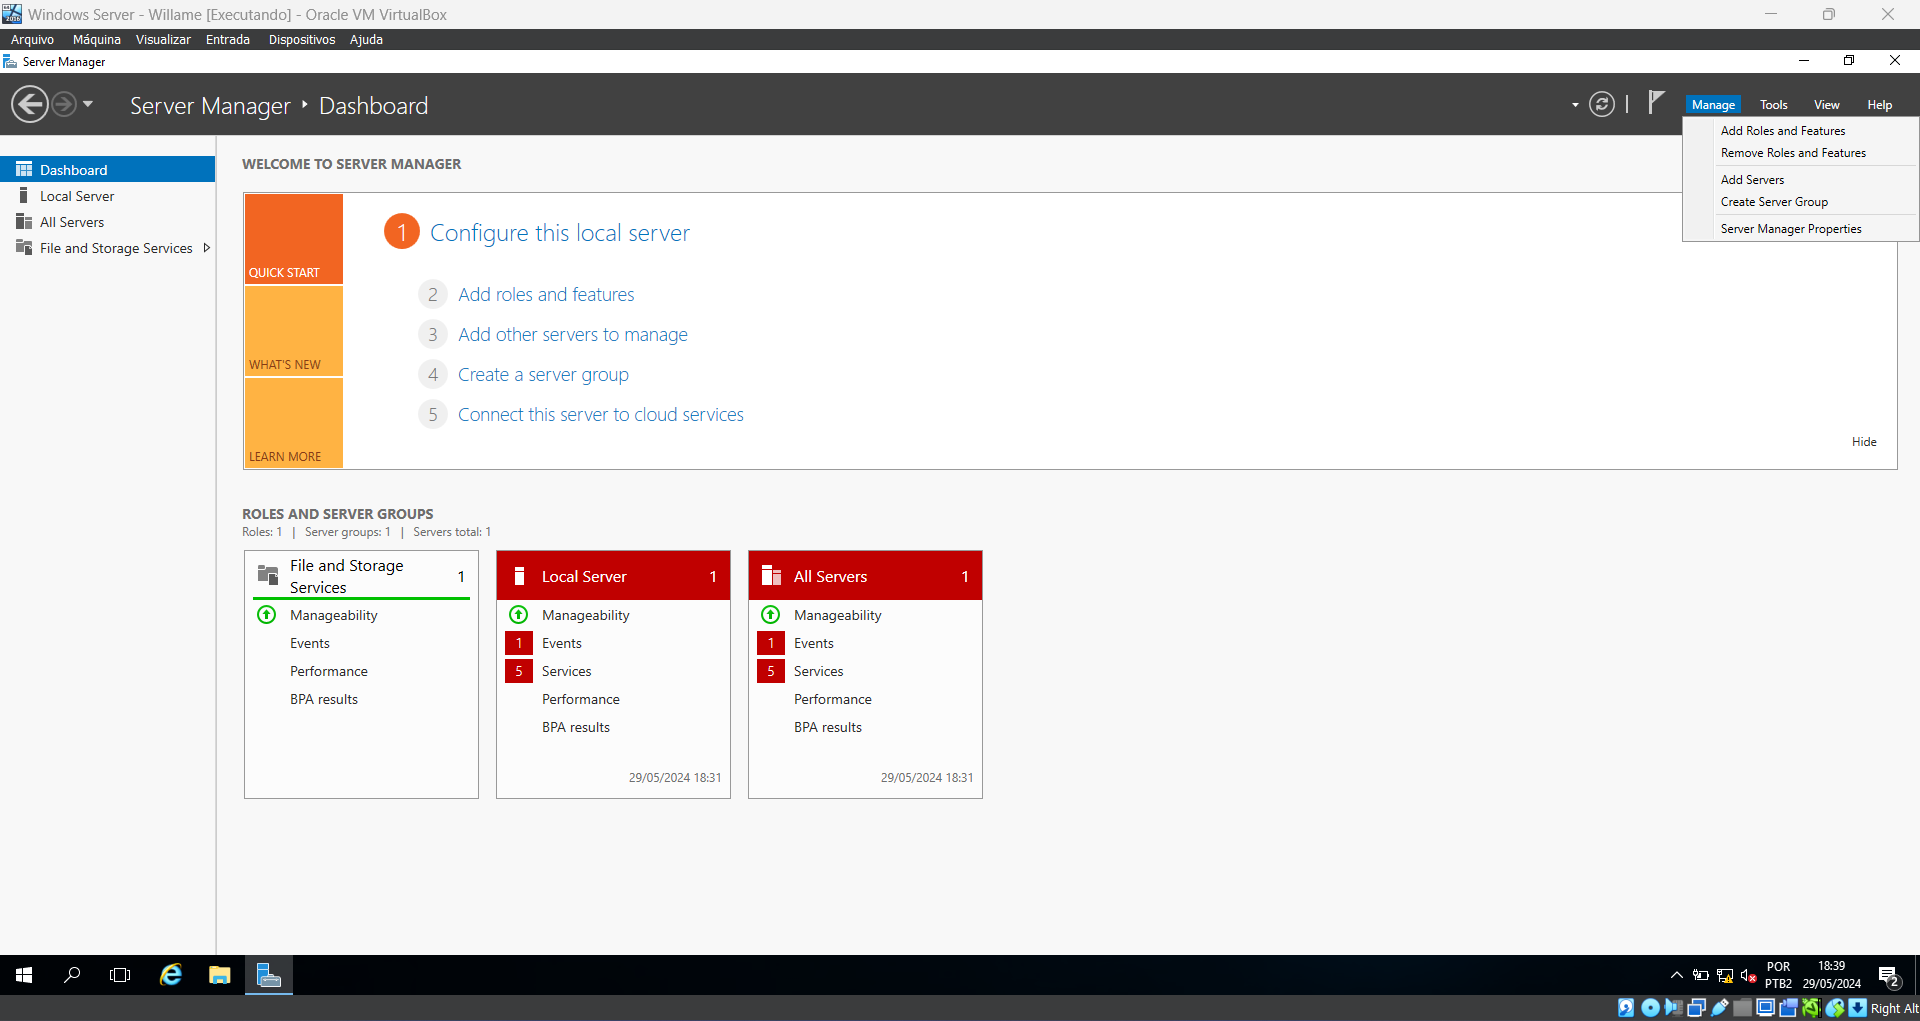 Windows Server - Willame [Executando] - Oracle VM VirtualBox
Arquivo Máquina Visualizar Entrada Dispositivos Ajuda
Server Manager
Server Manager Dashboard
Manage Tools View Help
Add Roles and Features
Remove Roles and Features
Add Servers
Create Server Group
Server Manager Properties
Dashboard
Local Server
All Servers
File and Storage Services
WELCOME TO SERVER MANAGER
QUICK START
WHAT'S NEW
LEARN MORE
1 Configure this local server
2 Add roles and features
3 Add other servers to manage
4 Create a server group
5 Connect this server to cloud services
Hide
ROLES AND SERVER GROUPS
Roles: 1 | Server groups: 1 | Servers total: 1
File and Storage
Services
1
Manageability
Events
Performance
BPA results
Local Server 1
Manageability
1 Events
5 Services
Performance
BPA results
29/05/2024 18:31
All Servers 1
Manageability
1 Events
5 Services
Performance
BPA results
29/05/2024 18:31
POR
PTB2
18:39
29/05/2024
2
Right Alt